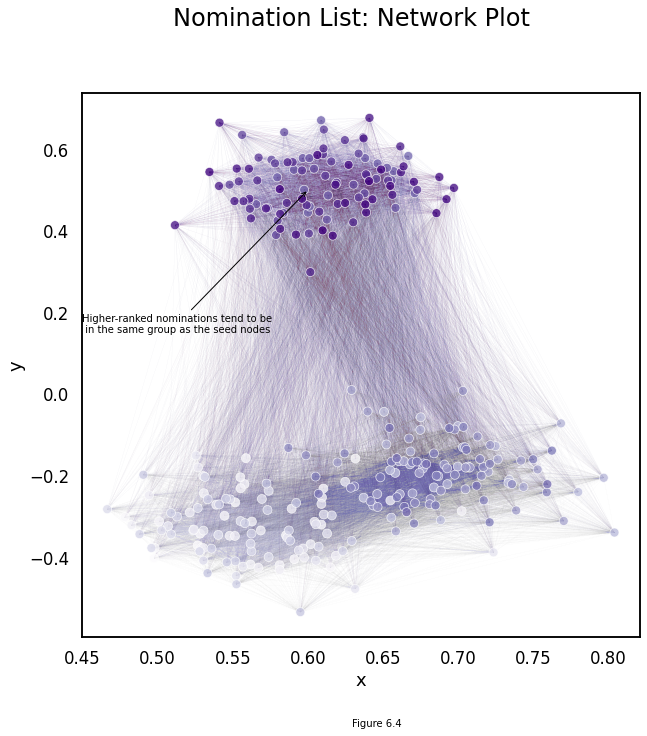 Nomination List: Network Plot
0.6
0.4
0.2
Higher-ranked nominations tend to be
in the same group as the seed nodes
y
0.0
−0.2
−0.4
0.45 0.50 0.55 0.60 0.65 0.70 0.75 0.80
x
Figure 6.4